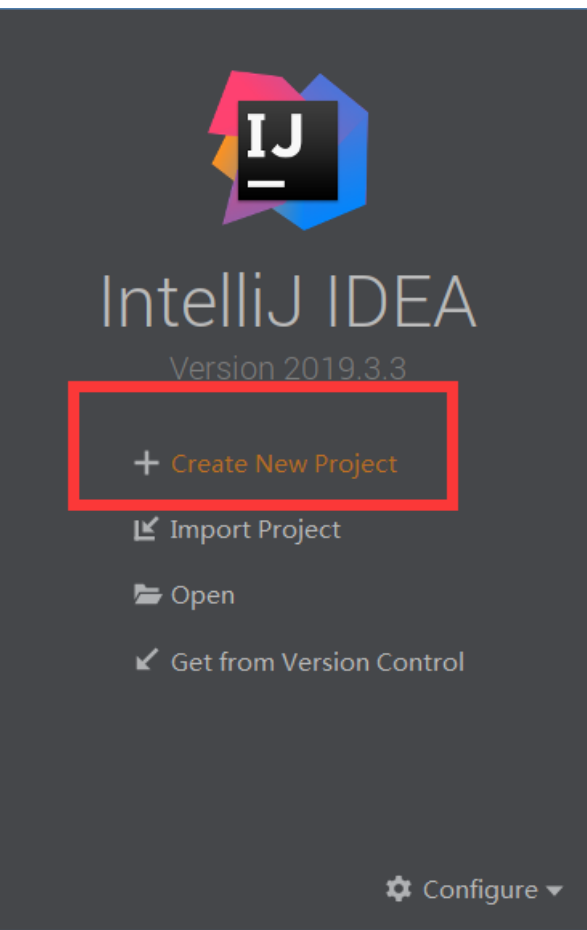 IJ
IntelliJ IDEA
Version 2019.3.3
Create New Project
Import Project
Open
Get from Version Control
Configure